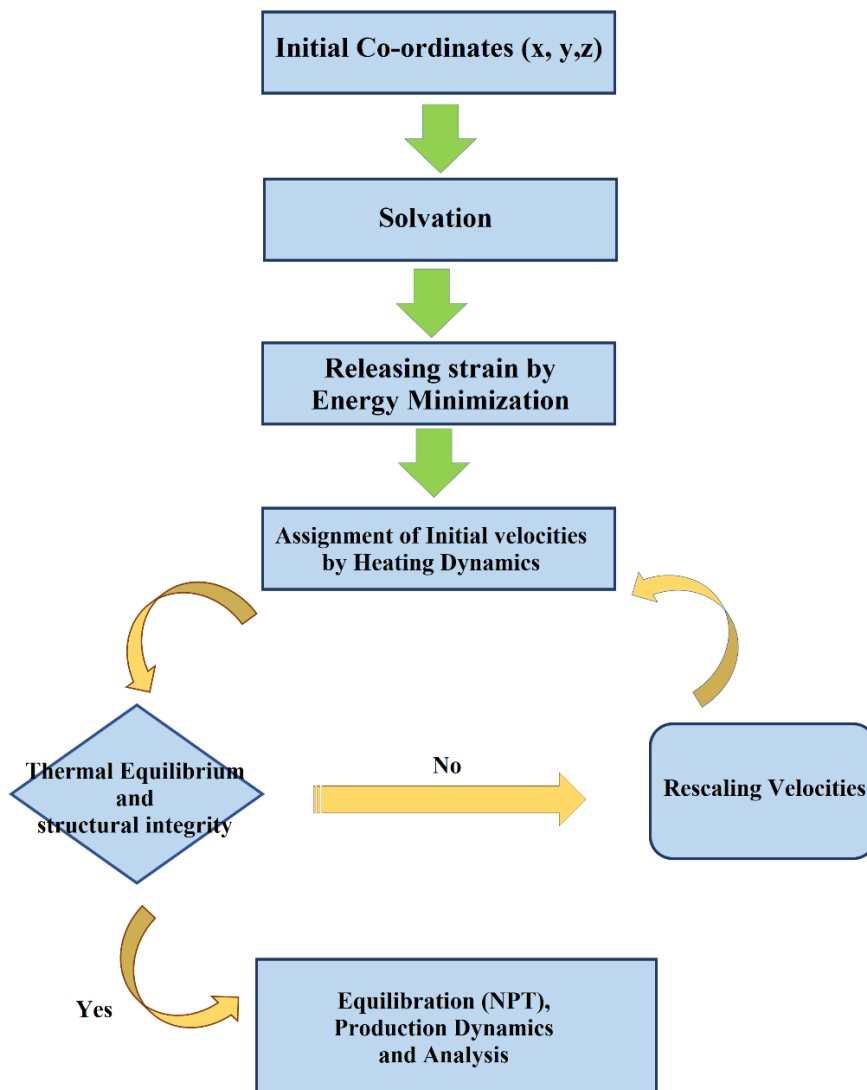 Initial Co-ordinates (x, y,z)
Solvation
Releasing strain by
Energy Minimization
Assignment of Initial velocities
by Heating Dynamics
Thermal Equilibrium
and
structural integrity
No
Rescaling Velocities
Yes
Equilibration (NPT),
Production Dynamics
and Analysis